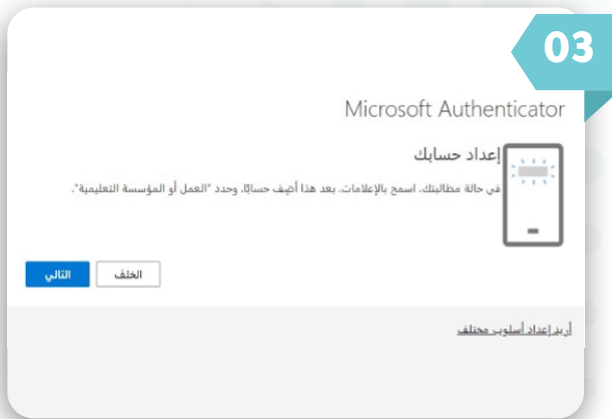 03
Microsoft Authenticator
إعداد حسابك
في حالة مطالبتك، اسمح بالإعلامات. بعد هذا أضِف حسابًا، وحدد "العمل أو المؤسسة التعليمية".
الخلف
التالي
أريد إعداد أسلوب مختلف